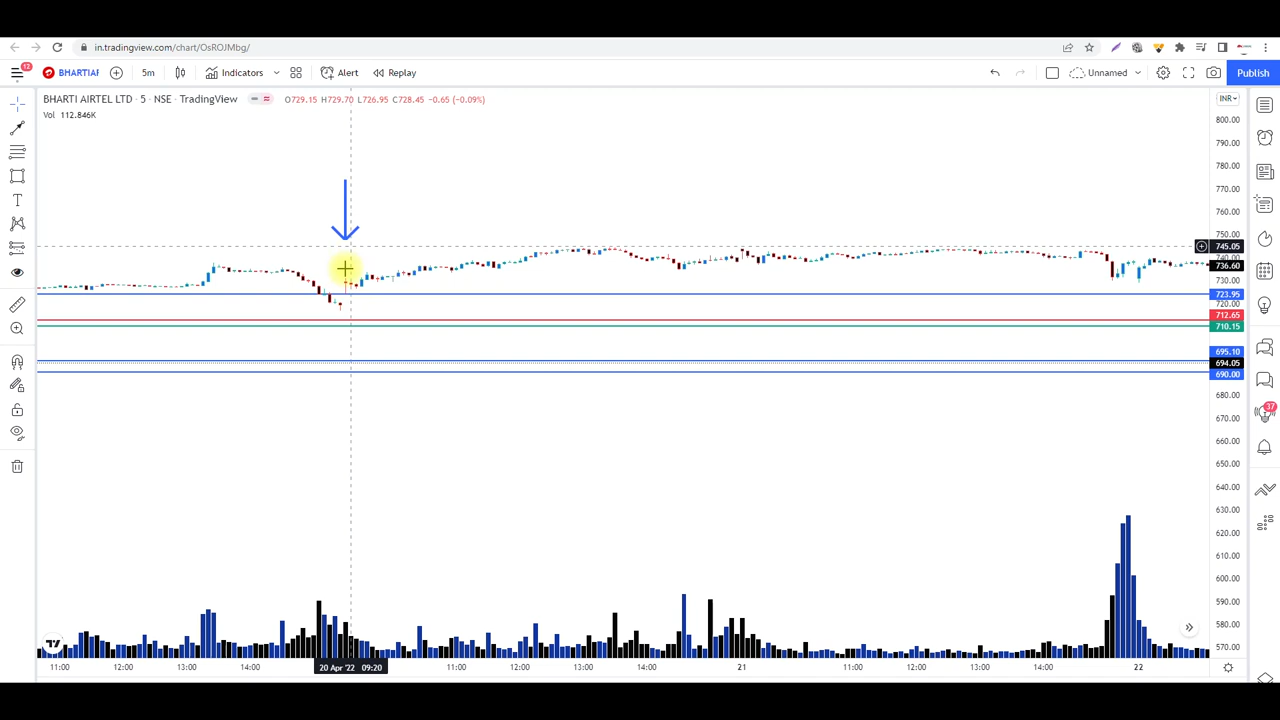 in.tradingview.com/chart/OsROJMbg/
12
BHARTIAF
5m
Indicators
Alert
Replay
Unnamed
Publish
BHARTI AIRTEL LTD · 5 · NSE · TradingView
O729.15 H729.70 L726.95 C728.45 -0.65 (-0.09%)
Vol 112.846K
INR
800.00
790.00
780.00
770.00
760.00
750.00
745.05
740.00
736.60
730.00
723.95
720.00
712.65
710.15
695.10
694.05
690.00
680.00
670.00
660.00
650.00
640.00
630.00
620.00
610.00
600.00
590.00
580.00
570.00
37
11:00 12:00 13:00 14:00 20 Apr '22 09:20 11:00 12:00 13:00 14:00 21 11:00 12:00 13:00 14:00 22